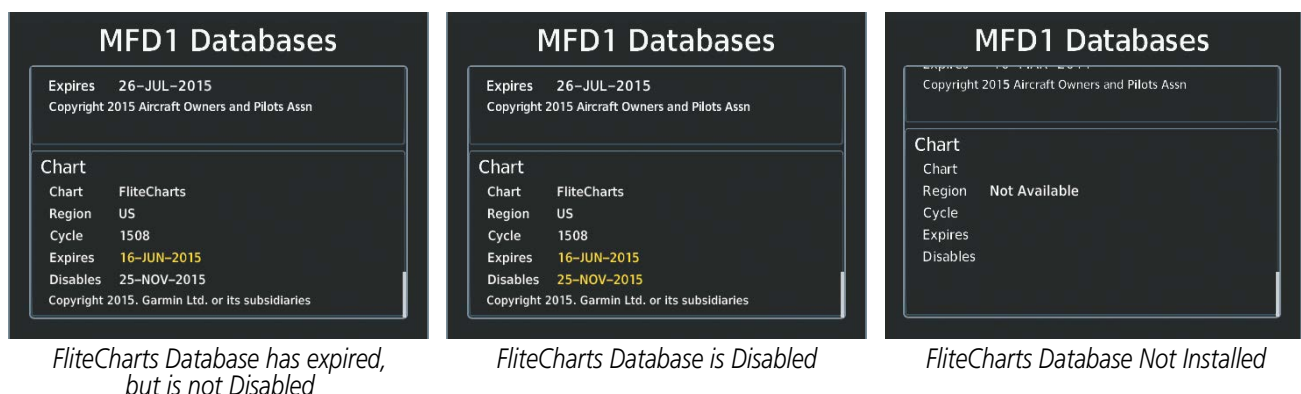 MFD1 Databases
Expires 26-JUL-2015
Copyright 2015 Aircraft Owners and Pilots Assn
Chart
Chart FliteCharts
Region US
Cycle 1508
Expires 16-JUN-2015
Disables 25-NOV-2015
Copyright 2015. Garmin Ltd. or its subsidiaries
FliteCharts Database has expired,
but is not Disabled
MFD1 Databases
Expires 26-JUL-2015
Copyright 2015 Aircraft Owners and Pilots Assn
Chart
Chart FliteCharts
Region US
Cycle 1508
Expires 16-JUN-2015
Disables 25-NOV-2015
Copyright 2015. Garmin Ltd. or its subsidiaries
FliteCharts Database is Disabled
MFD1 Databases
Copyright 2015 Aircraft Owners and Pilots Assn
Chart
Chart
Region Not Available
Cycle
Expires
Disables
FliteCharts Database Not Installed